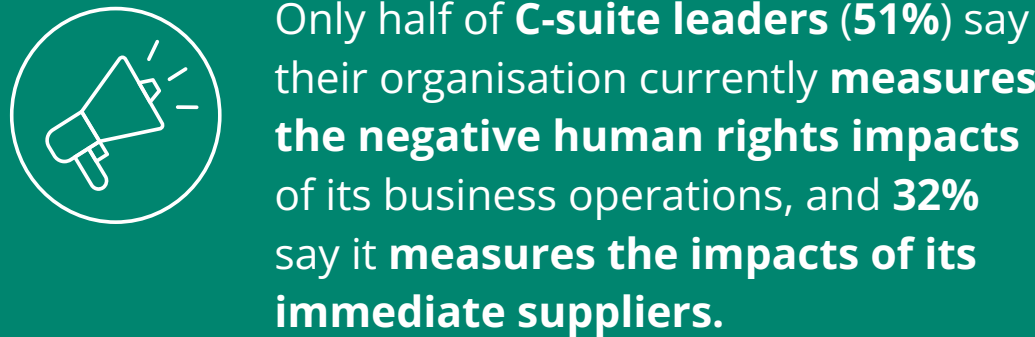 Only half of C-suite leaders (51%) say
their organisation currently measures
the negative human rights impacts
of its business operations, and 32%
say it measures the impacts of its
immediate suppliers.